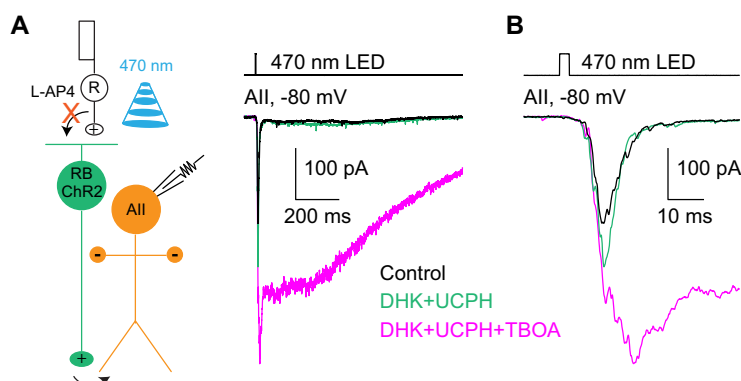 A
470 nm
L-AP4
X
R
+
RB
ChR2
AII
-
-
+
470 nm LED
AII, -80 mV
100 pA
200 ms
Control
DHK+UCPH
DHK+UCPH+TBOA
B
470 nm LED
AII, -80 mV
100 pA
10 ms